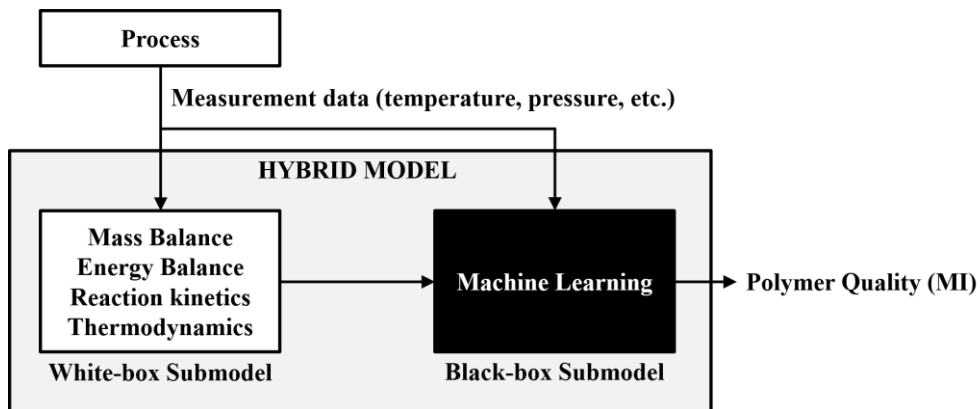 Process
Measurement data (temperature, pressure, etc.)
HYBRID MODEL
Mass Balance
Energy Balance
Reaction kinetics
Thermodynamics
White-box Submodel
Machine Learning
Black-box Submodel
Polymer Quality (MI)